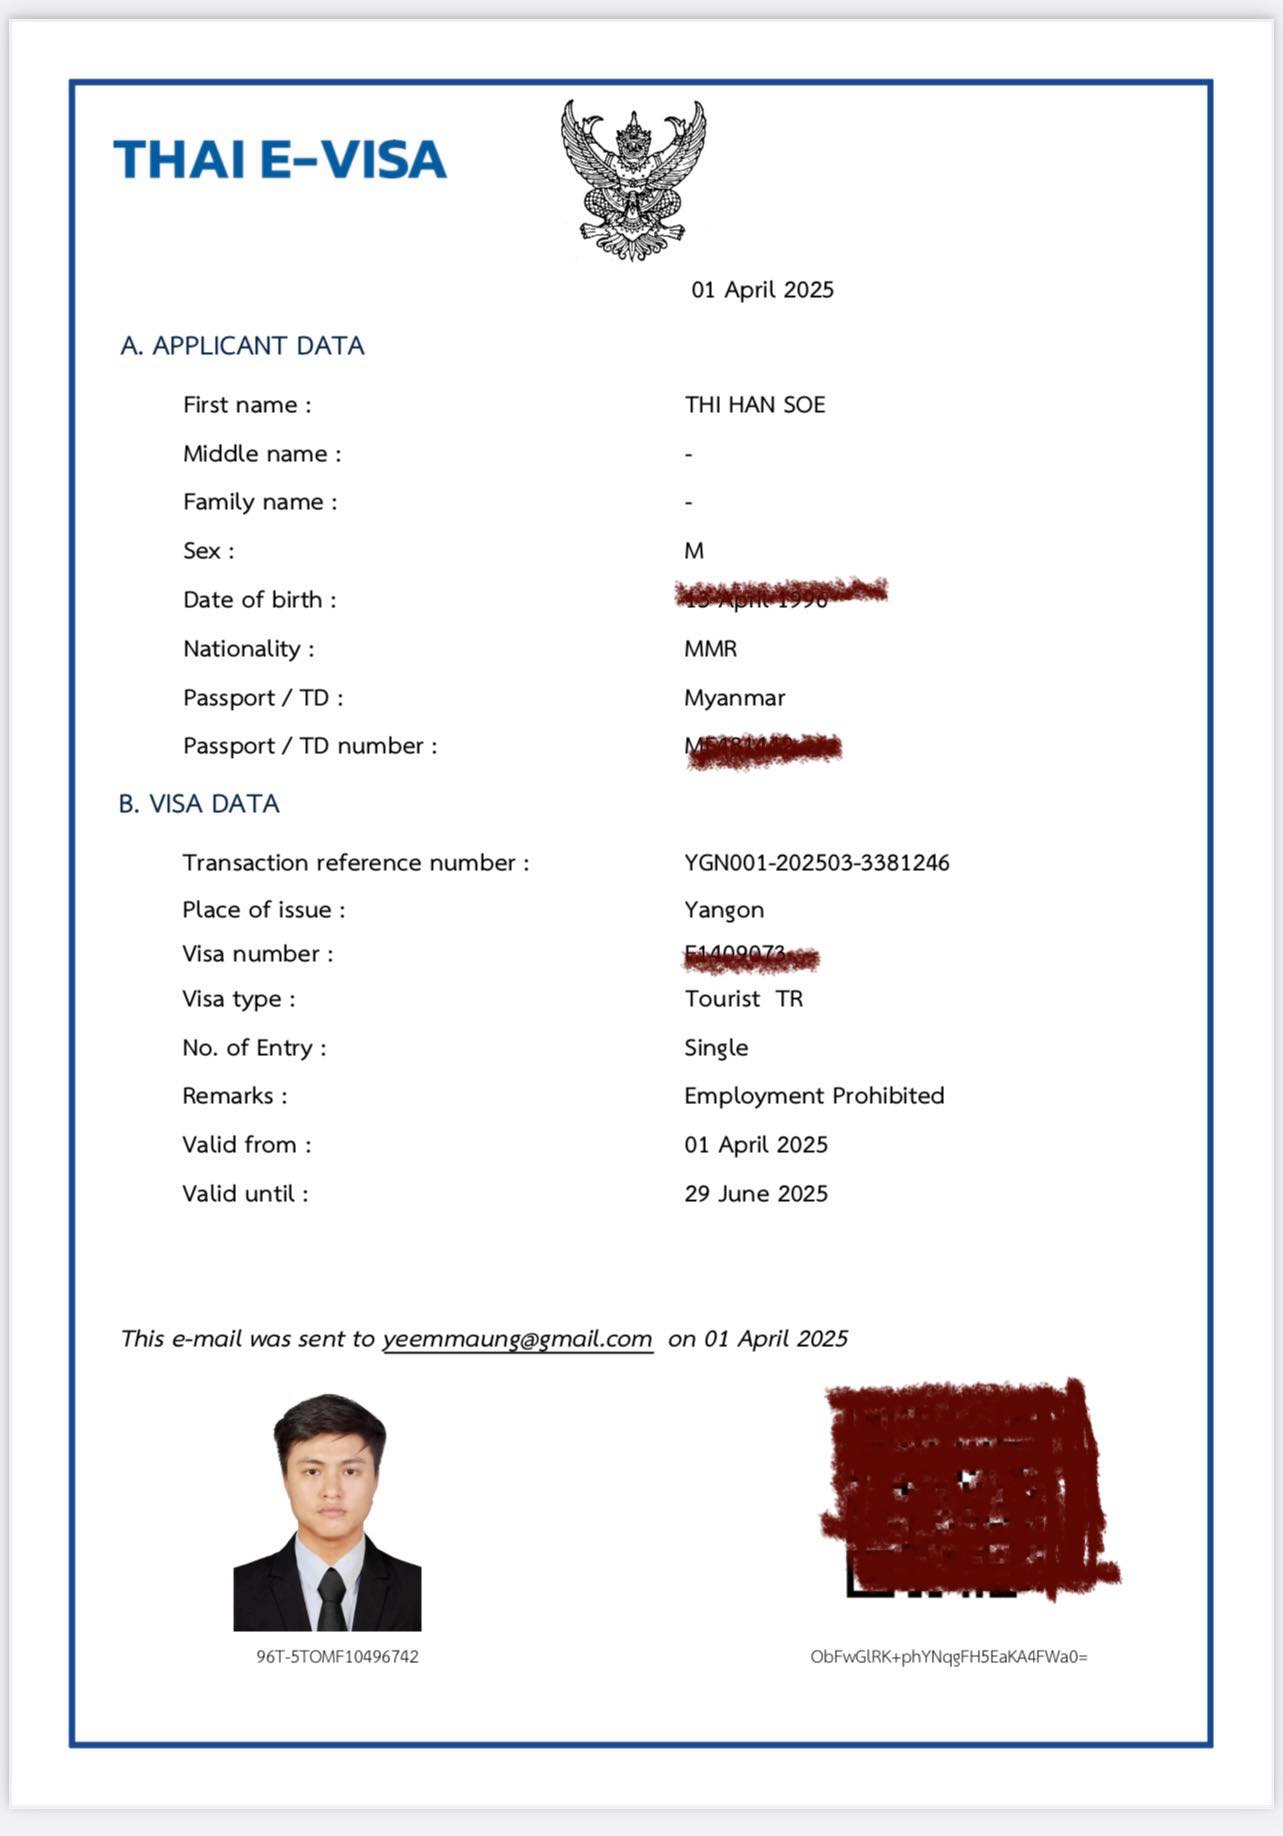 THAI E-VISA
01 April 2025
A. APPLICANT DATA
First name : THI HAN SOE
Middle name : -
Family name : -
Sex : M
Date of birth :
Nationality : MMR
Passport / TD : Myanmar
Passport / TD number :
B. VISA DATA
Transaction reference number : YGN001-202503-3381246
Place of issue : Yangon
Visa number :
Visa type : Tourist TR
No. of Entry : Single
Remarks : Employment Prohibited
Valid from : 01 April 2025
Valid until : 29 June 2025
This e-mail was sent to yeemmaung@gmail.com on 01 April 2025
96T-5TOMF10496742
ObFwGlRK+phYNqgFH5EaKA4FWa0=